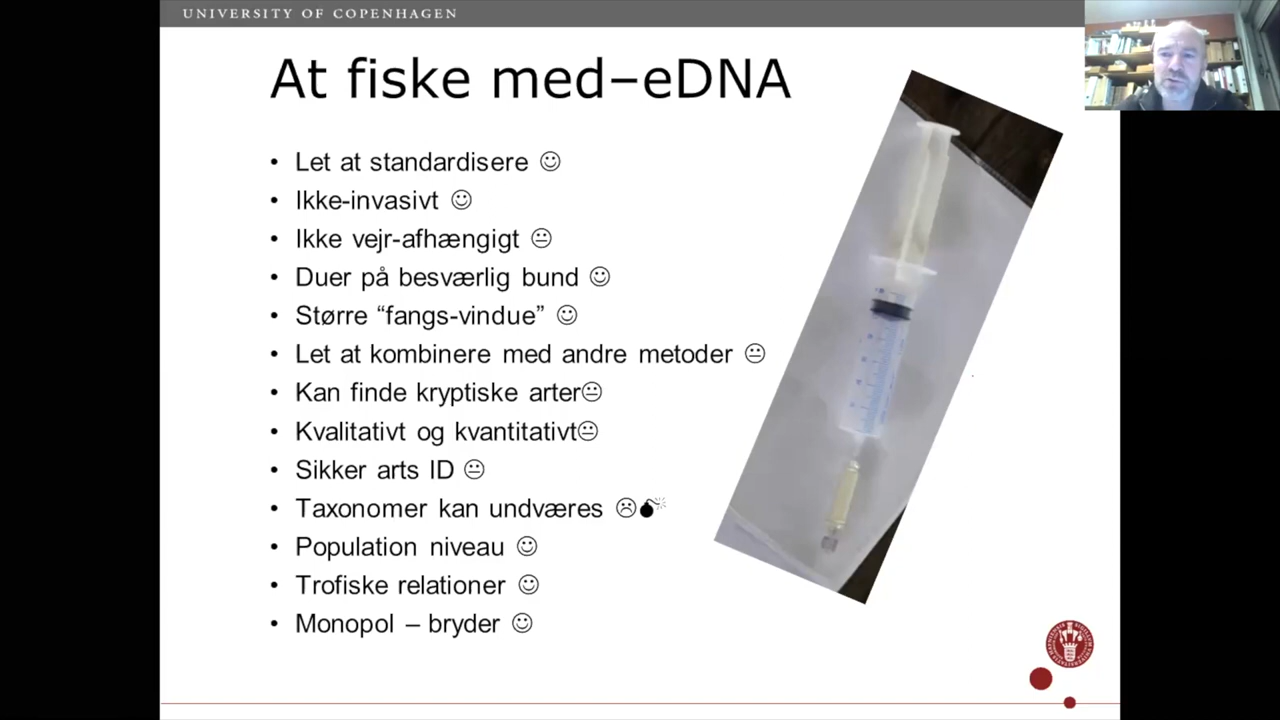 UNIVERSITY OF COPENHAGEN
At fiske med–eDNA
• Let at standardisere ☺
• Ikke-invasivt ☺
• Ikke vejr-afhængigt 😐
• Duer på besværlig bund ☺
• Større “fangs-vindue” ☺
• Let at kombinere med andre metoder 😐
• Kan finde kryptiske arter😐
• Kvalitativt og kvantitativt😐
• Sikker arts ID 😐
• Taxonomer kan undværes ☹💣
• Population niveau ☺
• Trofiske relationer ☺
• Monopol – bryder ☺